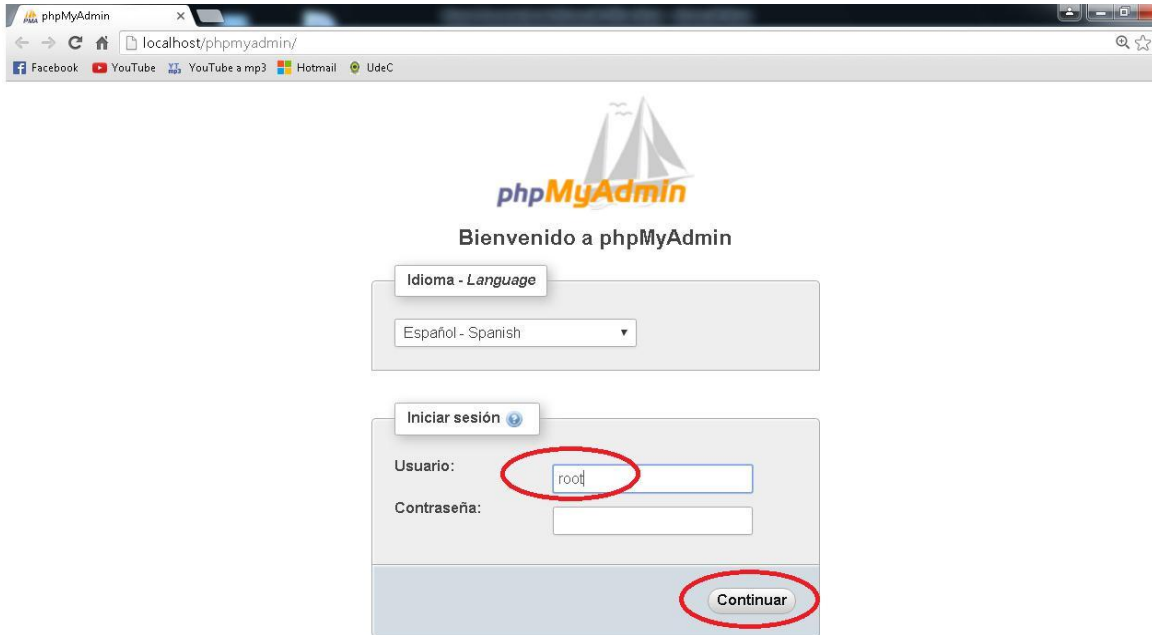 phpMyAdmin
localhost/phpmyadmin/
Facebook YouTube YouTube a mp3 Hotmail UdeC
phpMyAdmin
Bienvenido a phpMyAdmin
Idioma - Language
Español - Spanish
Iniciar sesión
Usuario: root
Contraseña:
Continuar